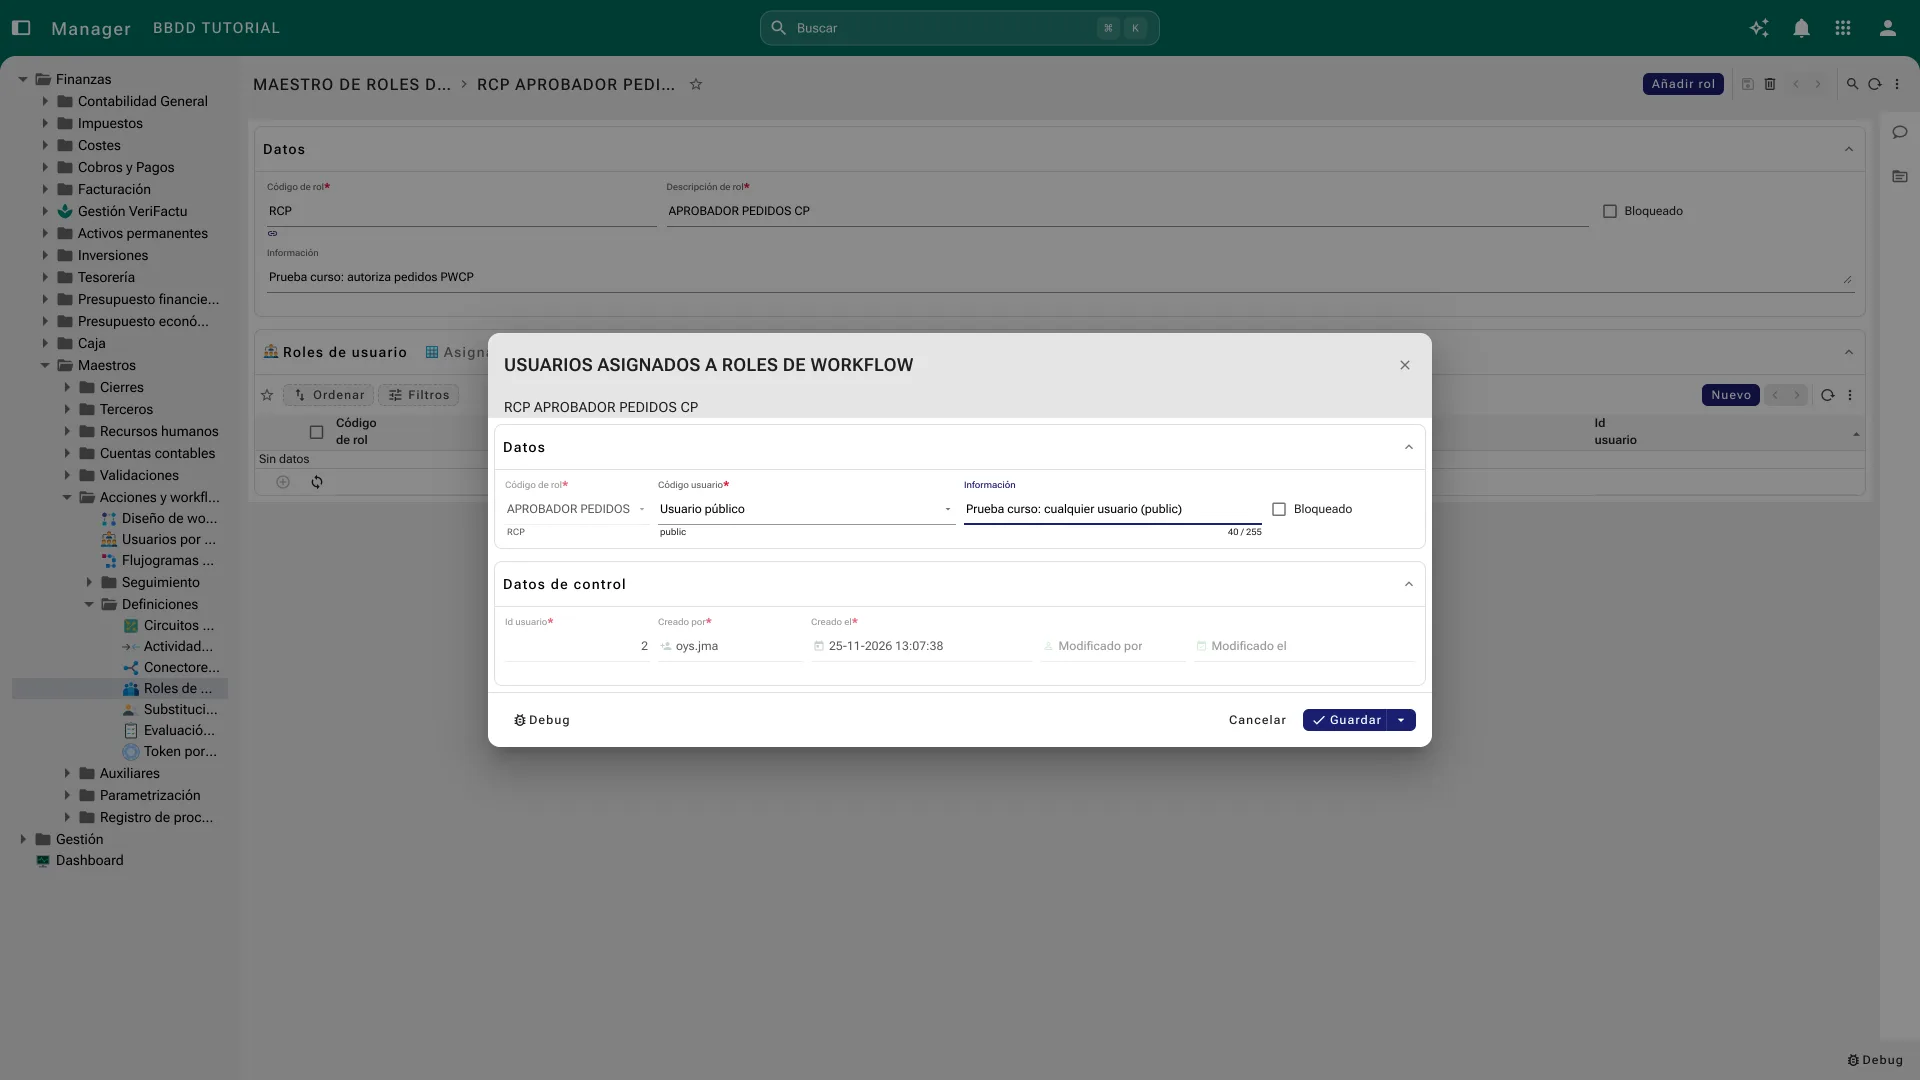 Manager BBDD TUTORIAL
Buscar ⌘ K
Finanzas
Contabilidad General
Impuestos
Costes
Cobros y Pagos
Facturación
Gestión VeriFactu
Activos permanentes
Inversiones
Tesorería
Presupuesto financie...
Presupuesto econó...
Caja
Maestros
Cierres
Terceros
Recursos humanos
Cuentas contables
Validaciones
Acciones y workfl...
Diseño de wo...
Usuarios por ...
Flujogramas ...
Seguimiento
Definiciones
Circuitos ...
Actividad...
Conectore...
Roles de ...
Substituci...
Evaluació...
Token por...
Auxiliares
Parametrización
Registro de proc...
Gestión
Dashboard
MAESTRO DE ROLES D... > RCP APROBADOR PEDI...
Añadir rol
Datos
Código de rol* Descripción de rol*
RCP APROBADOR PEDIDOS CP Bloqueado
Información
Prueba curso: autoriza pedidos PWCP
Roles de usuario Asigna
Ordenar Filtros Nuevo
Código
de rol
Id
usuario
Sin datos
USUARIOS ASIGNADOS A ROLES DE WORKFLOW
RCP APROBADOR PEDIDOS CP
Datos
Código de rol* Código usuario* Información
APROBADOR PEDIDOS Usuario público Prueba curso: cualquier usuario (public) Bloqueado
RCP public 40 / 255
Datos de control
Id usuario* Creado por* Creado el*
2 oys.jma 25-11-2026 13:07:38 Modificado por Modificado el
Debug Cancelar Guardar
Debug